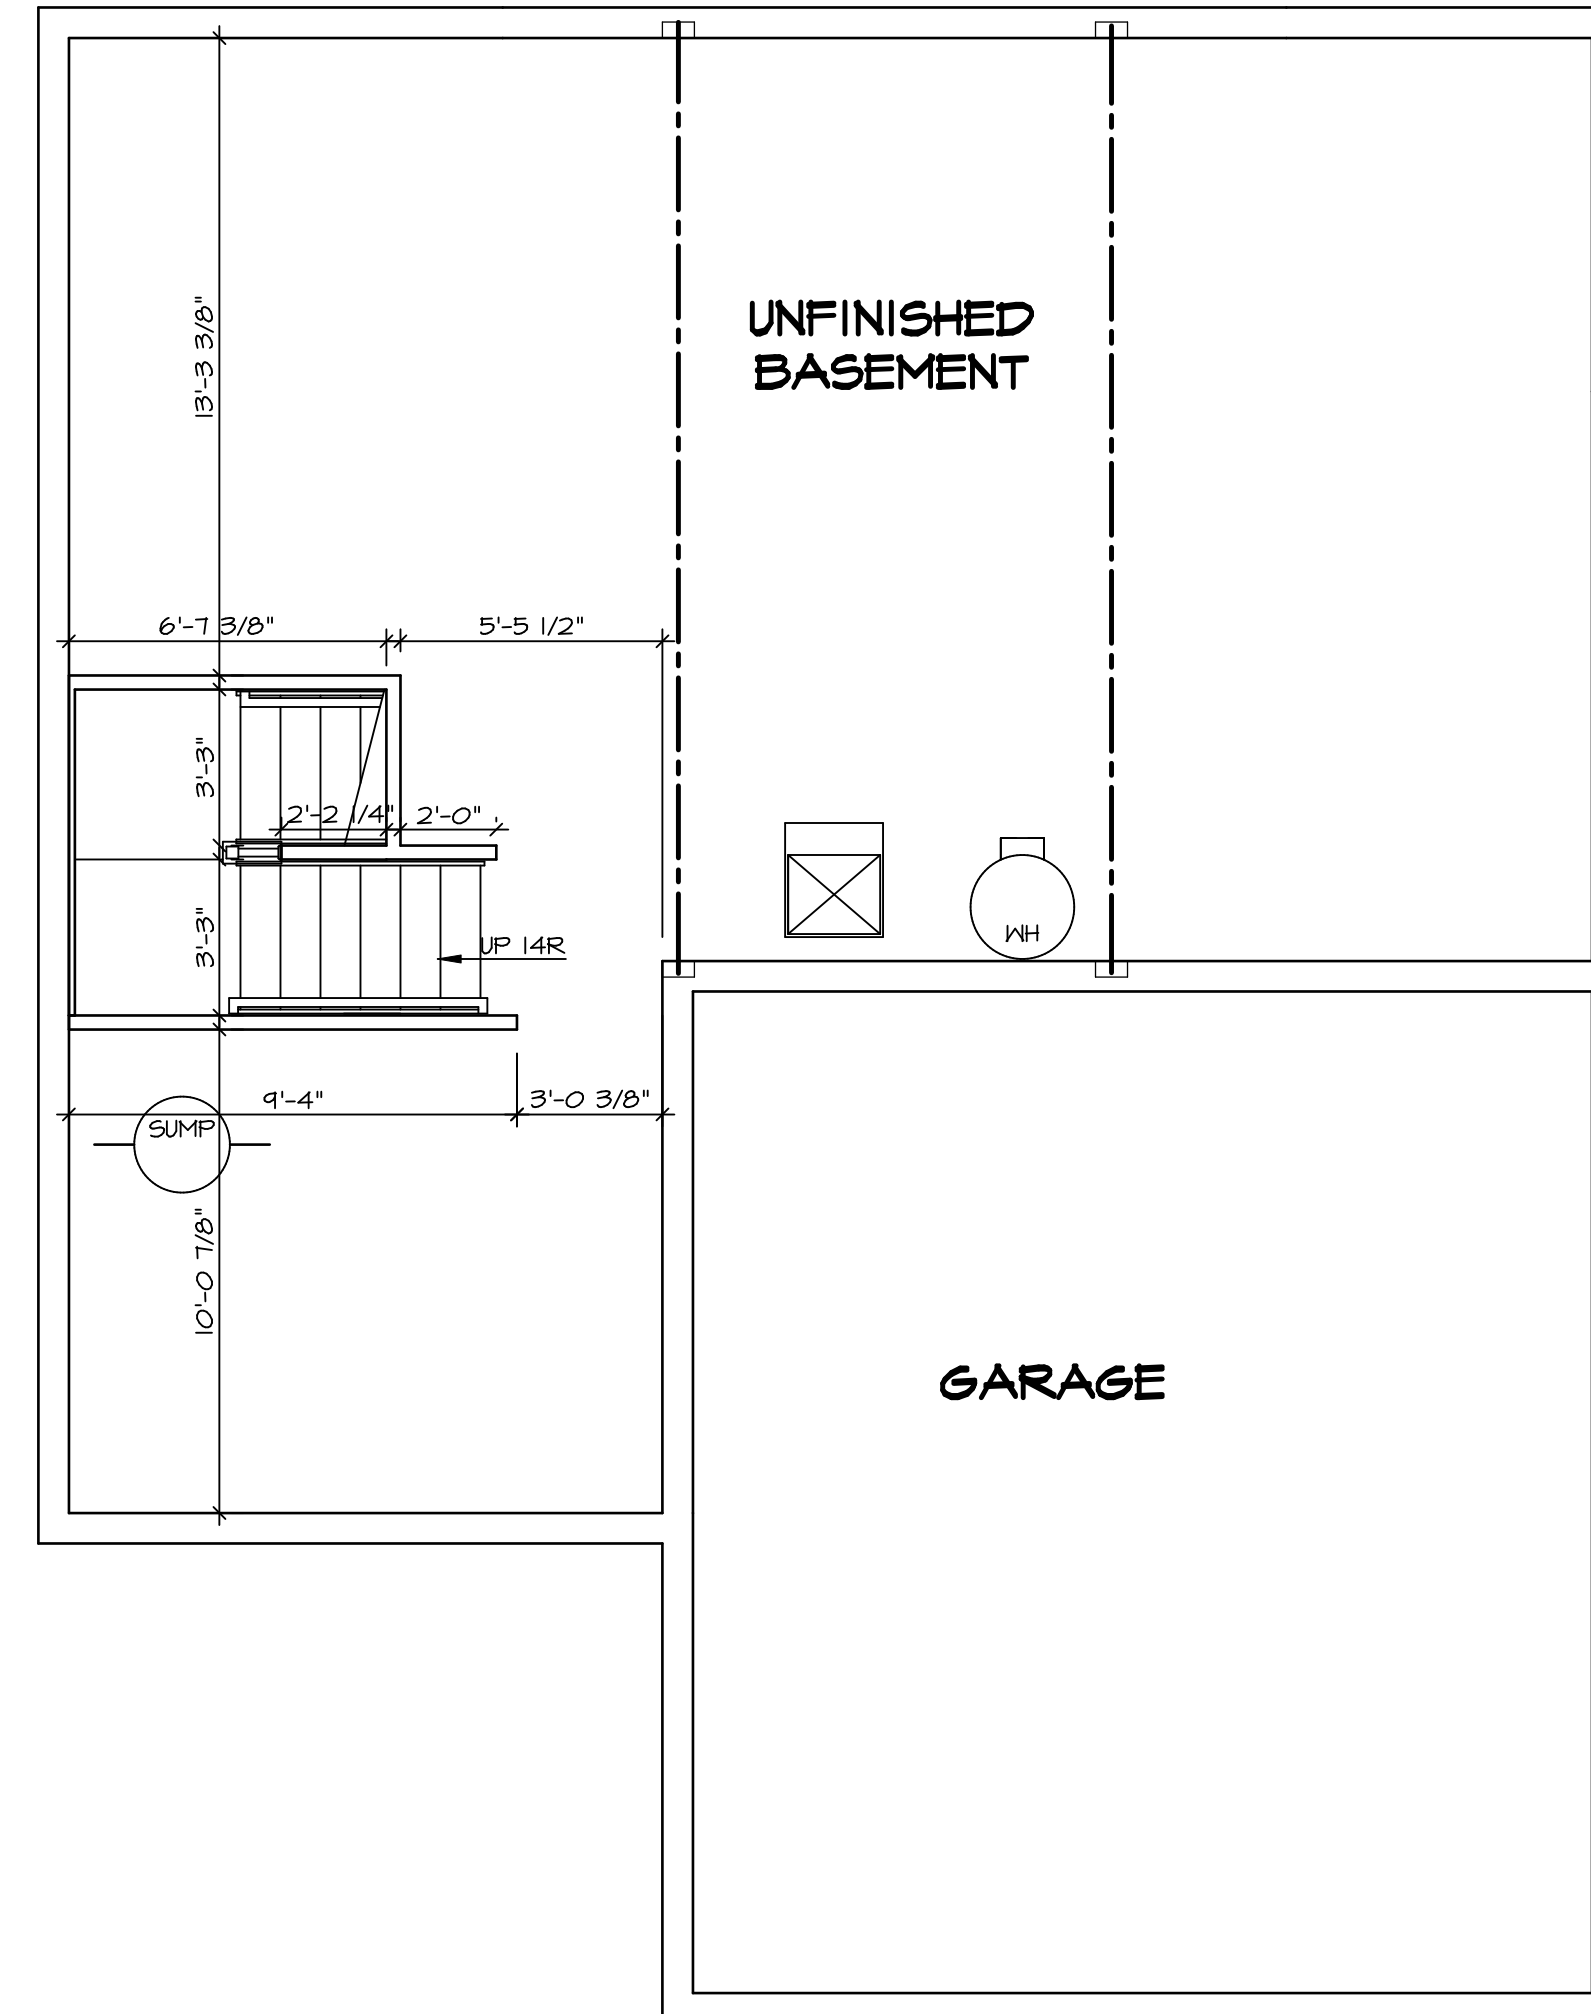 UNFINISHED
BASEMENT
13'-3 3/8"
6'-7 3/8"
5'-5 1/2"
3'-3"
2'-2 1/4"
2'-0"
3'-3"
UP 14R
WH
9'-4"
3'-0 3/8"
SUMP
10'-0 7/8"
GARAGE